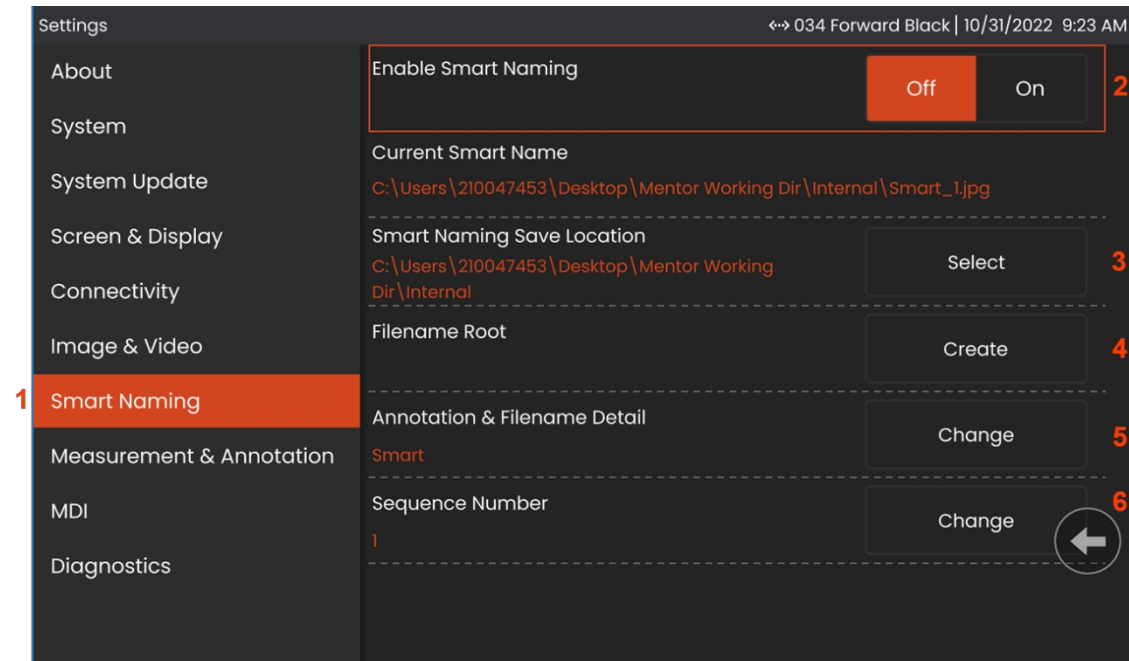 Settings
034 Forward Black | 10/31/2022 9:23 AM
About
System
System Update
Screen & Display
Connectivity
Image & Video
1 Smart Naming
Measurement & Annotation
MDI
Diagnostics
Enable Smart Naming
Off On 2
Current Smart Name
C:\Users\210047453\Desktop\Mentor Working Dir\Internal\Smart_1.jpg
Smart Naming Save Location
C:\Users\210047453\Desktop\Mentor Working
Dir\Internal
Select 3
Filename Root
Create 4
Annotation & Filename Detail
Smart
Change 5
Sequence Number
1
Change 6